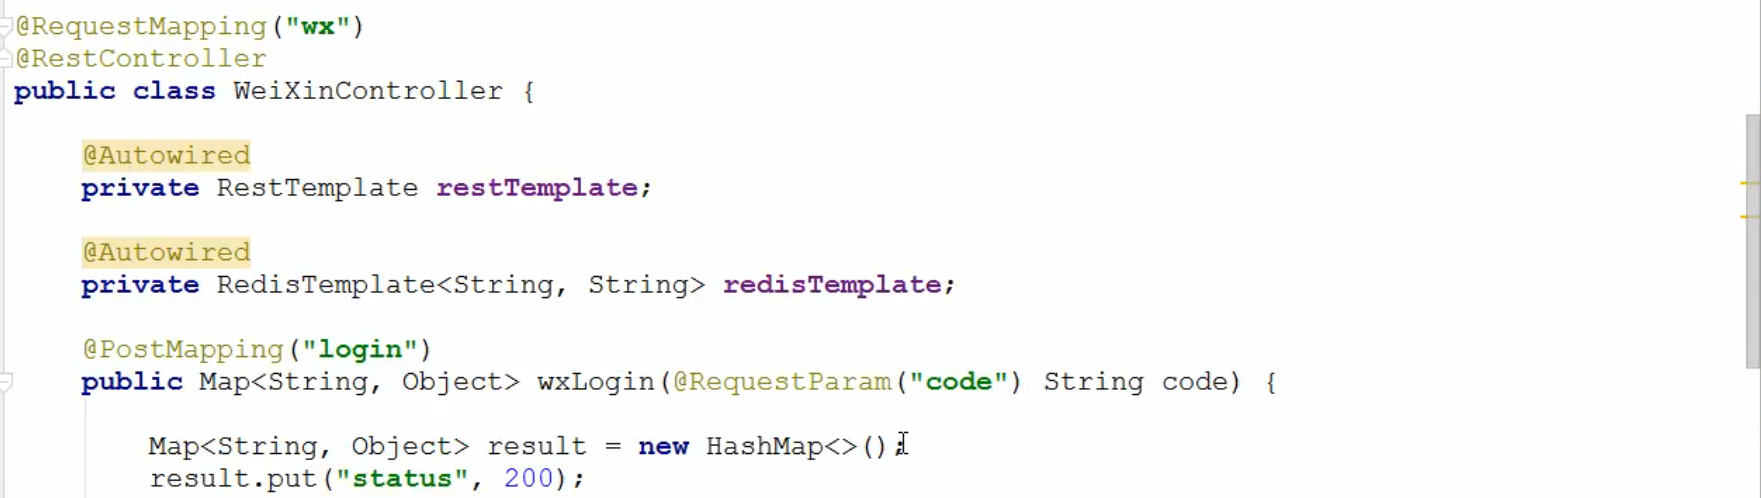 @RequestMapping("wx")
@RestController
public class WeiXinController {
@Autowired
private RestTemplate restTemplate;
@Autowired
private RedisTemplate<String, String> redisTemplate;
@PostMapping("login")
public Map<String, Object> wxLogin(@RequestParam("code") String code) {
Map<String, Object> result = new HashMap<>();
result.put("status", 200);